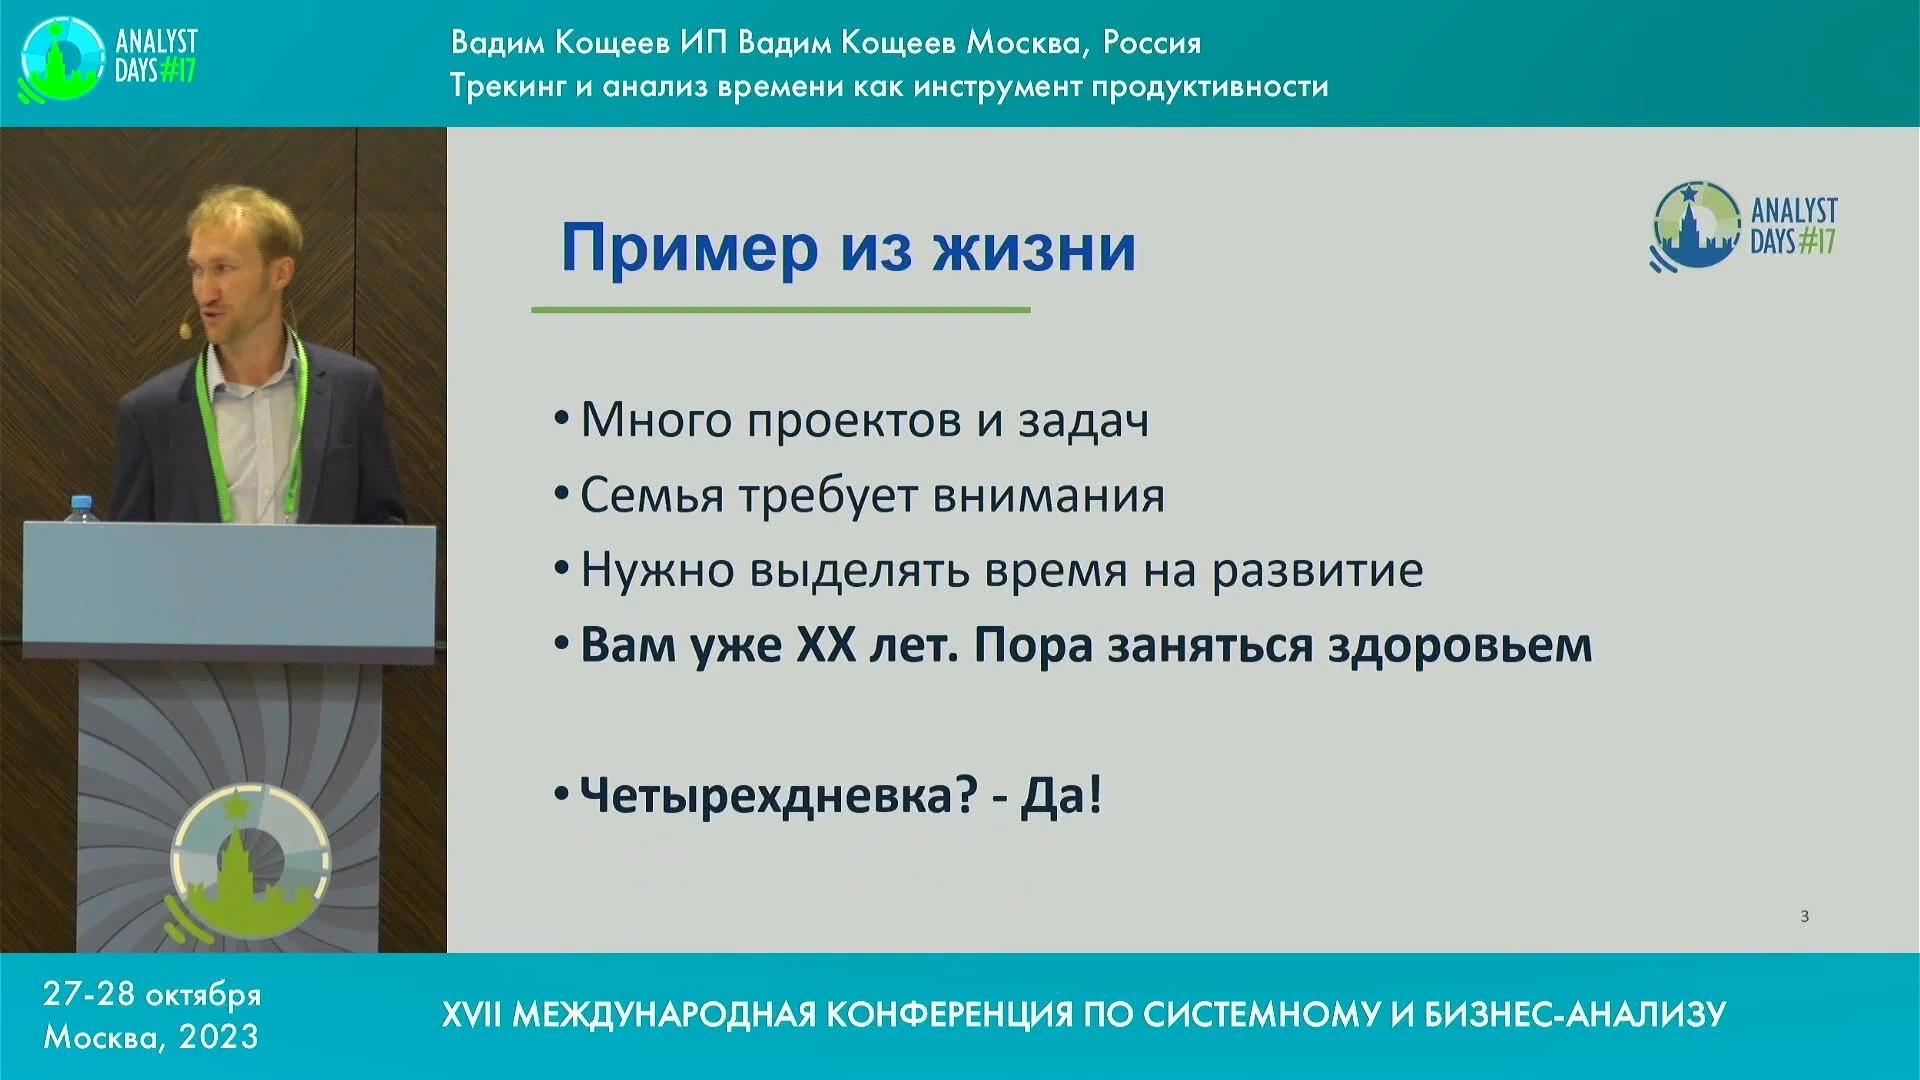 ANALYST
DAYS #17
Вадим Кощеев ИП Вадим Кощеев Москва, Россия
Трекинг и анализ времени как инструмент продуктивности
Пример из жизни
ANALYST
DAYS #17
• Много проектов и задач
• Семья требует внимания
• Нужно выделять время на развитие
• Вам уже XX лет. Пора заняться здоровьем
• Четырехдневка? - Да!
3
27-28 октября
Москва, 2023
XVII МЕЖДУНАРОДНАЯ КОНФЕРЕНЦИЯ ПО СИСТЕМНОМУ И БИЗНЕС-АНАЛИЗУ